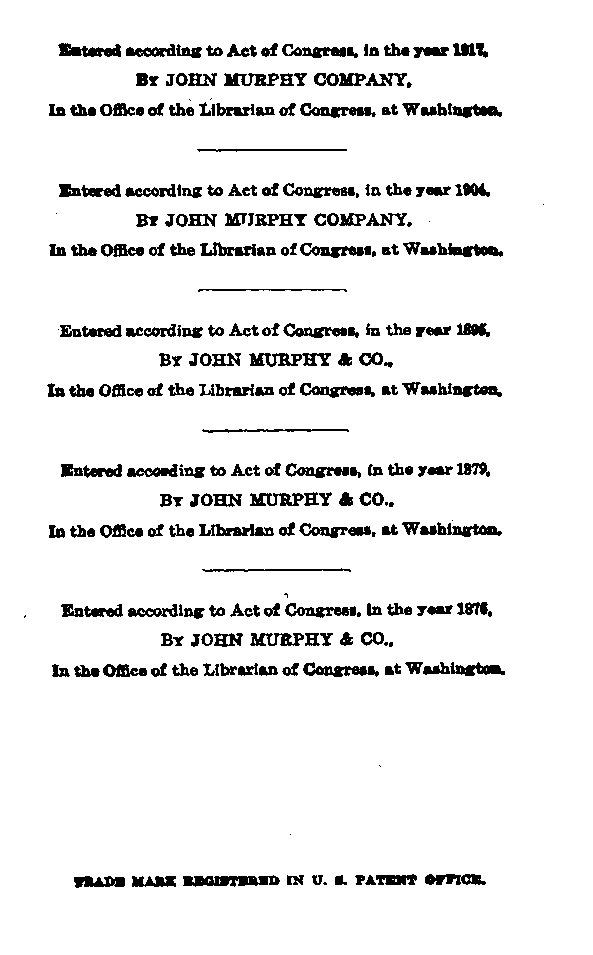 Entered according to Act of Congress, in the year 1917,
By JOHN MURPHY COMPANY,
In the Office of the Librarian of Congress, at Washington.
Entered according to Act of Congress, in the year 1904,
By JOHN MURPHY COMPANY,
In the Office of the Librarian of Congress, at Washington.
Entered according to Act of Congress, in the year
By JOHN MURPHY & CO.,
In the Office of the Librarian of Congress, at Washington.
Entered according to Act of Congress, in the year 1879,
By JOHN MURPHY & CO.,
In the Office of the Librarian of Congress, at Washington.
Entered according to Act of Congress, in the year
By JOHN MURPHY & CO.,
In the Office of the Librarian of Congress, at Washington.
TRADE MARK REGISTERED IN U. S. PATENT OFFICE.